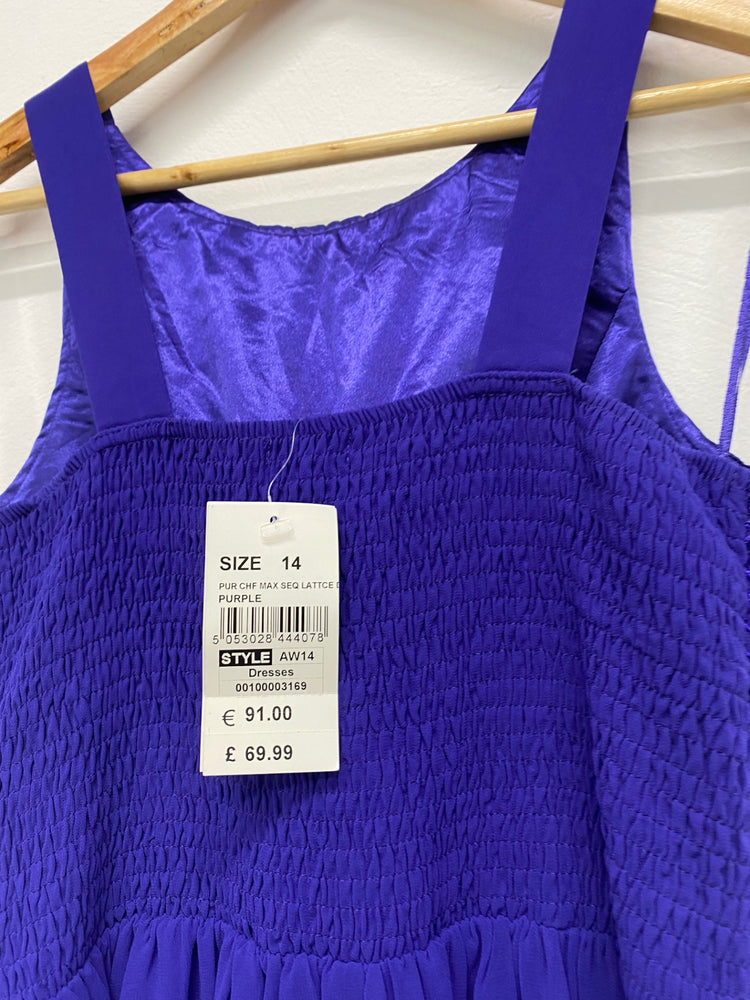 SIZE 14
PUR CHF MAX SEQ LATTCE D
PURPLE
5 053028 444078
STYLE AW14
Dresses
00100003169
€ 91.00
£ 69.99